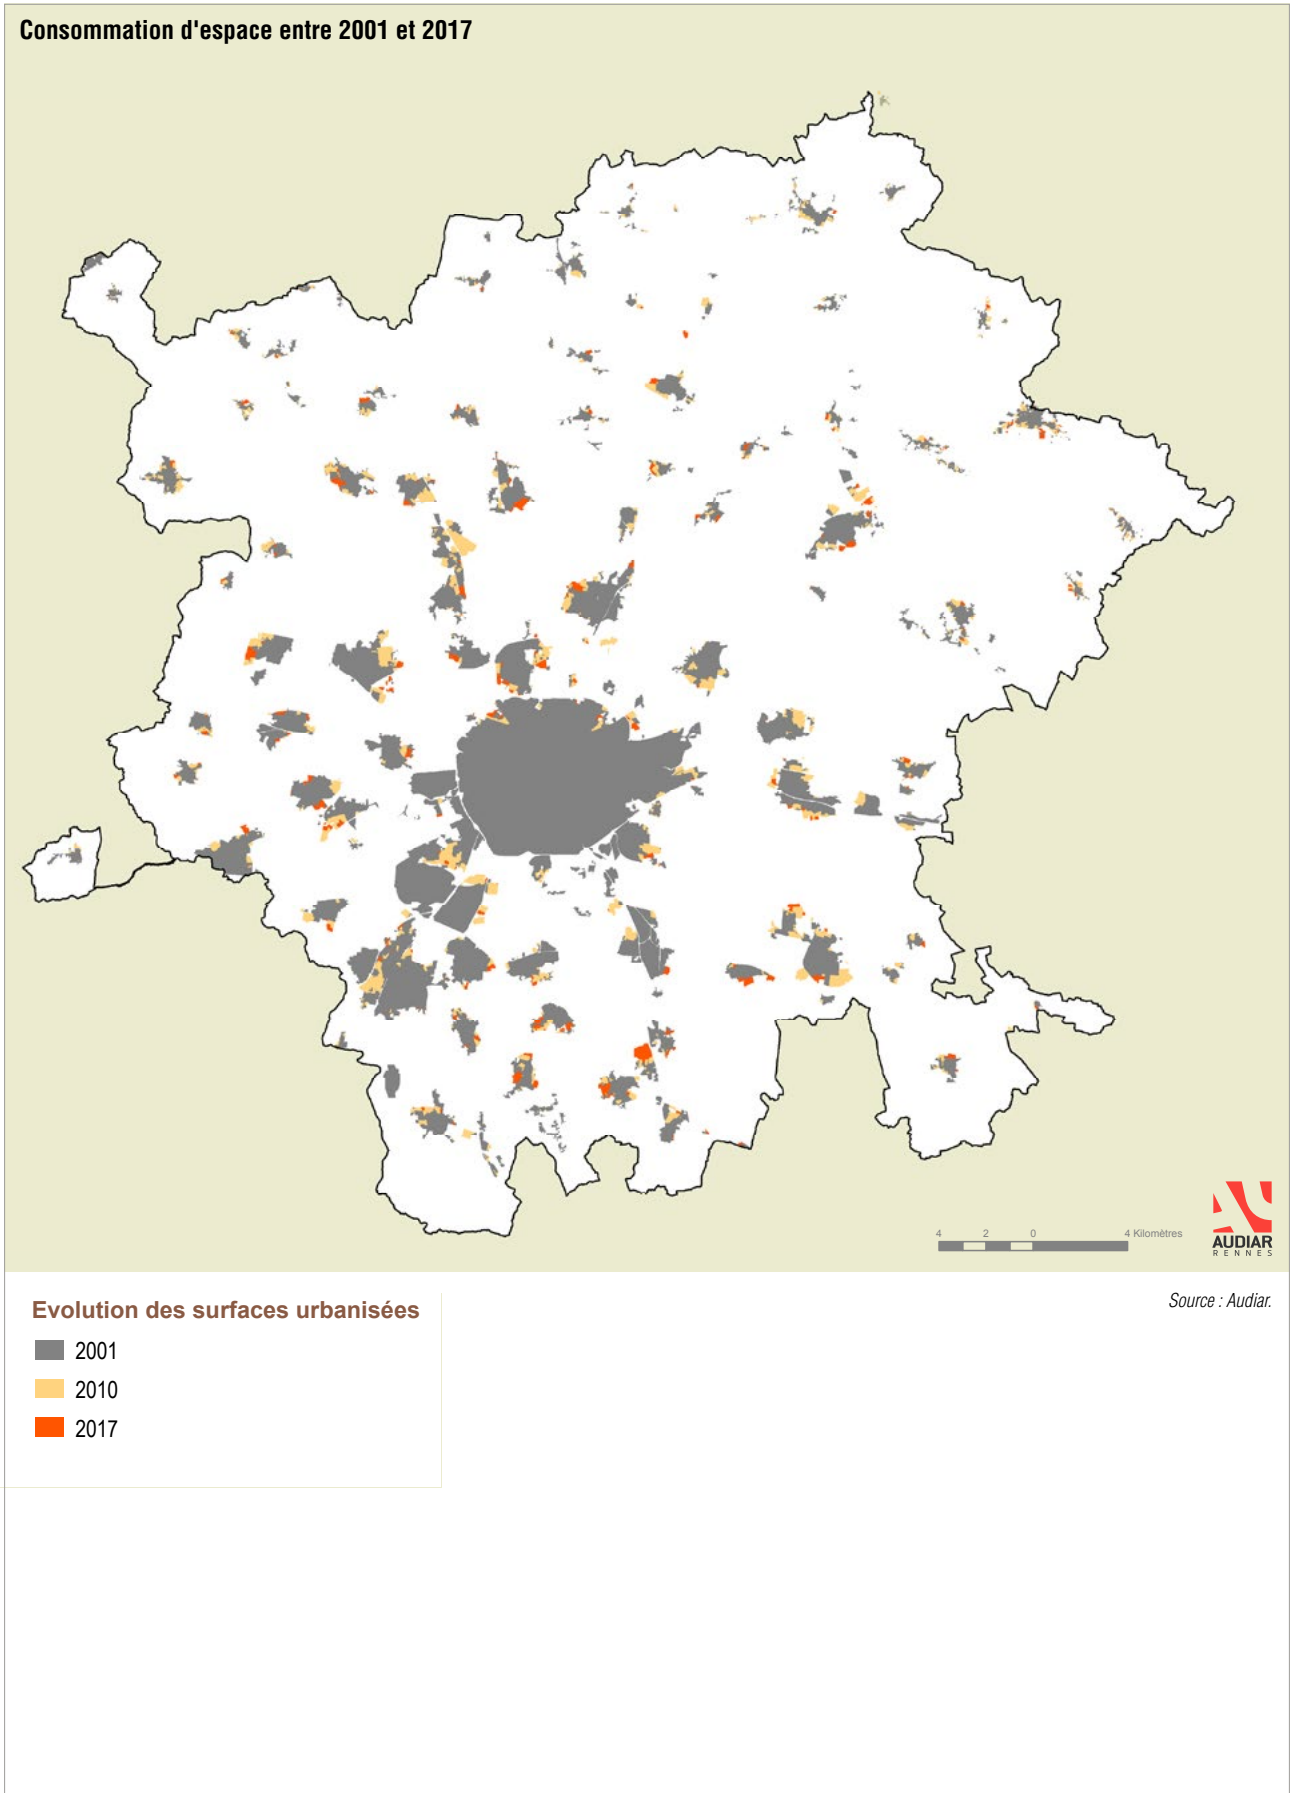 Consommation d'espace entre 2001 et 2017
4 2 0 4 Kilomètres
AUDIAR
RENNES
Source : Audiar.
Evolution des surfaces urbanisées
2001
2010
2017